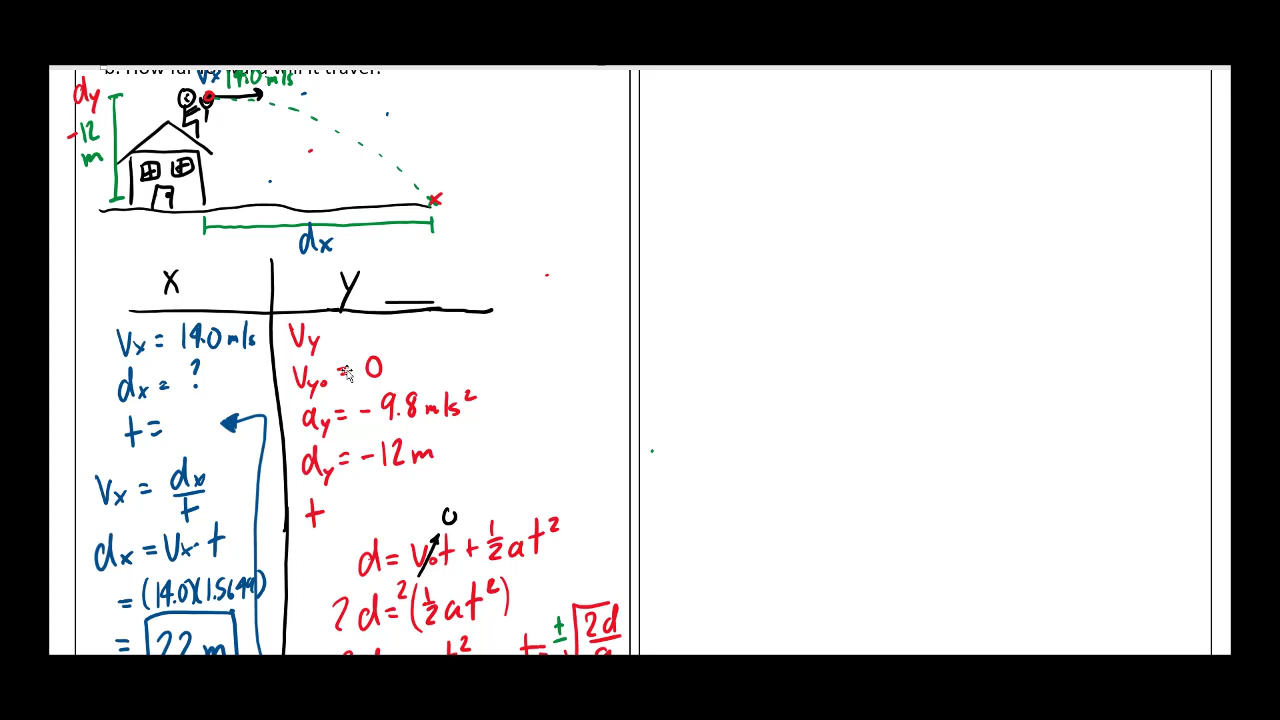 b. How far
will it travel?
Vx 14.0 m/s
dy
-12
m
x
dx
X
Y
Vx = 14.0 m/s
dx = ?
t =
Vx = dx/t
dx = Vx · t
= (14.0)(1.5649)
= 22 m
Vy
Vyo = 0
ay = -9.8 m/s²
dy = -12 m
t
0
d = Vot + ½at²
2d = 2(½at²)
t²
t = ±√2d/a